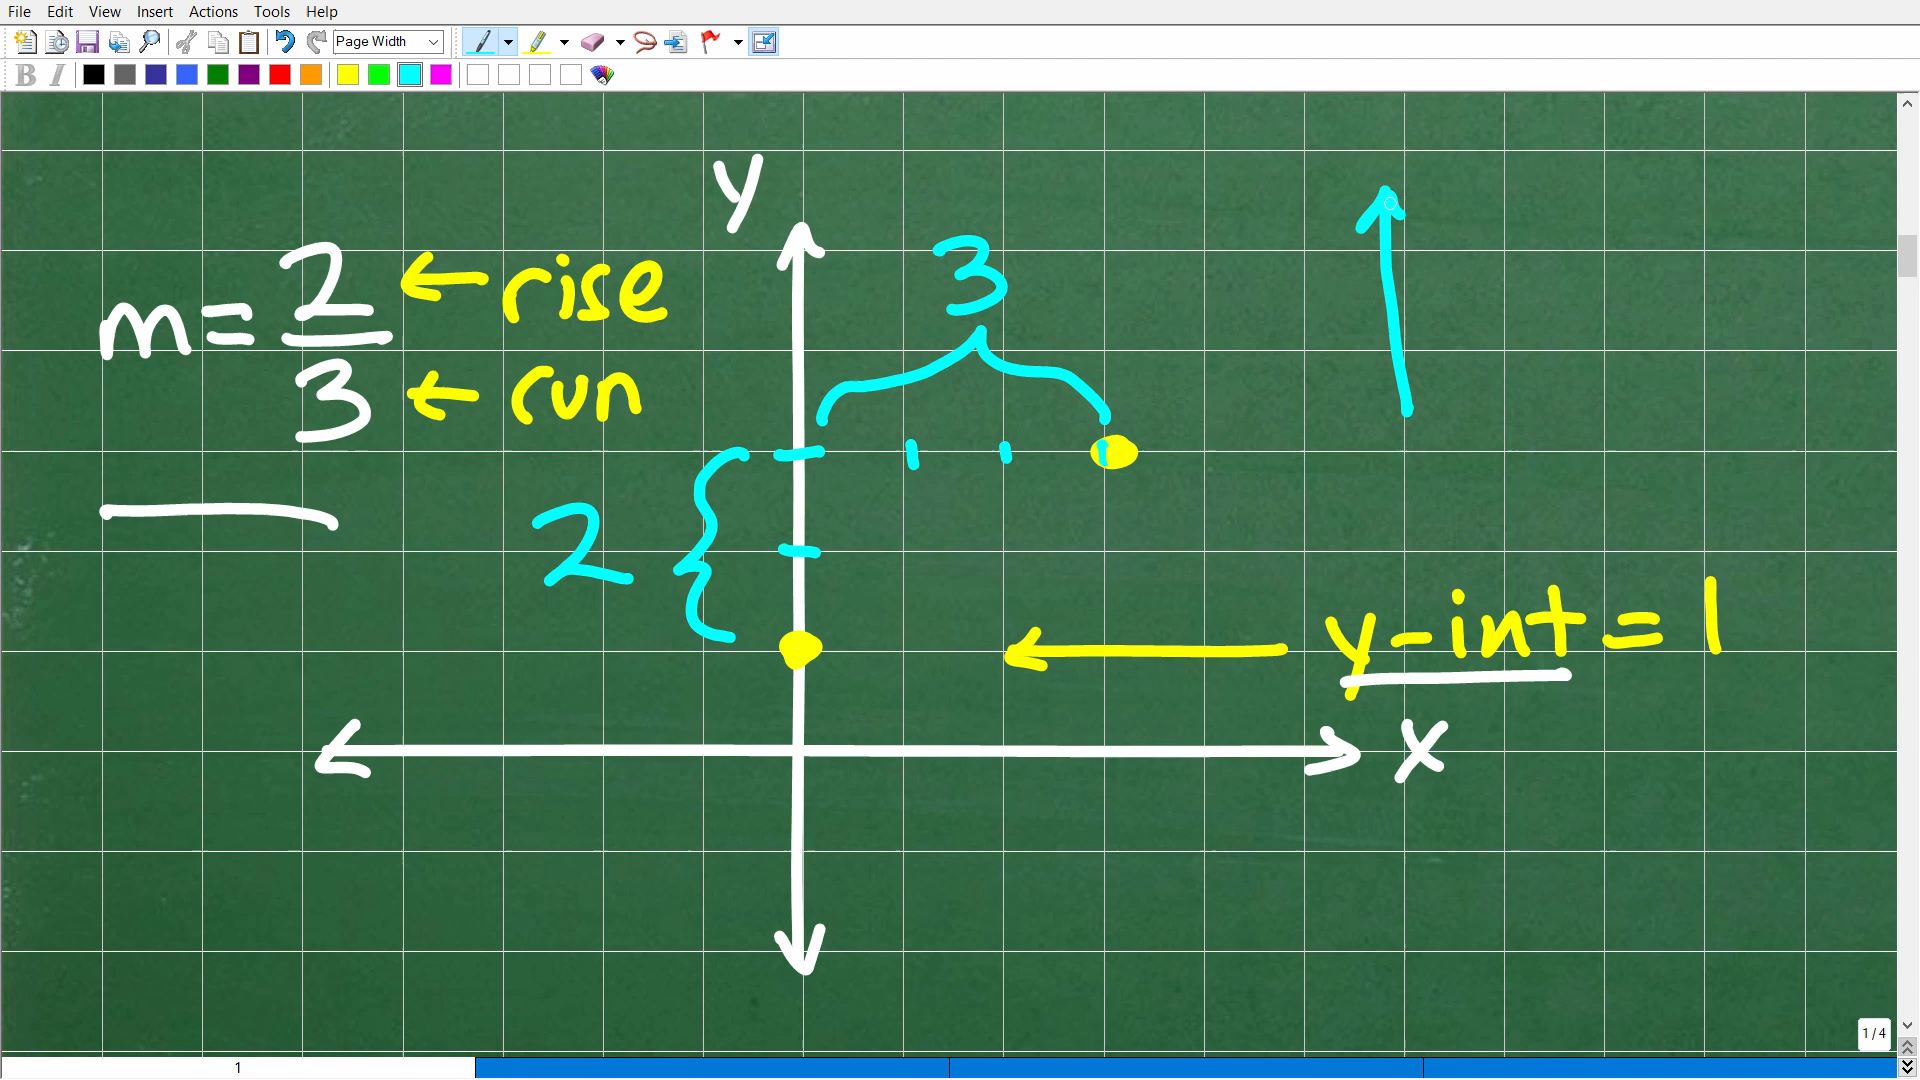 File Edit View Insert Actions Tools Help
Page Width
B I
y
3
m = 2/3
← rise
← run
2
y-int = 1
x
1 / 4
1